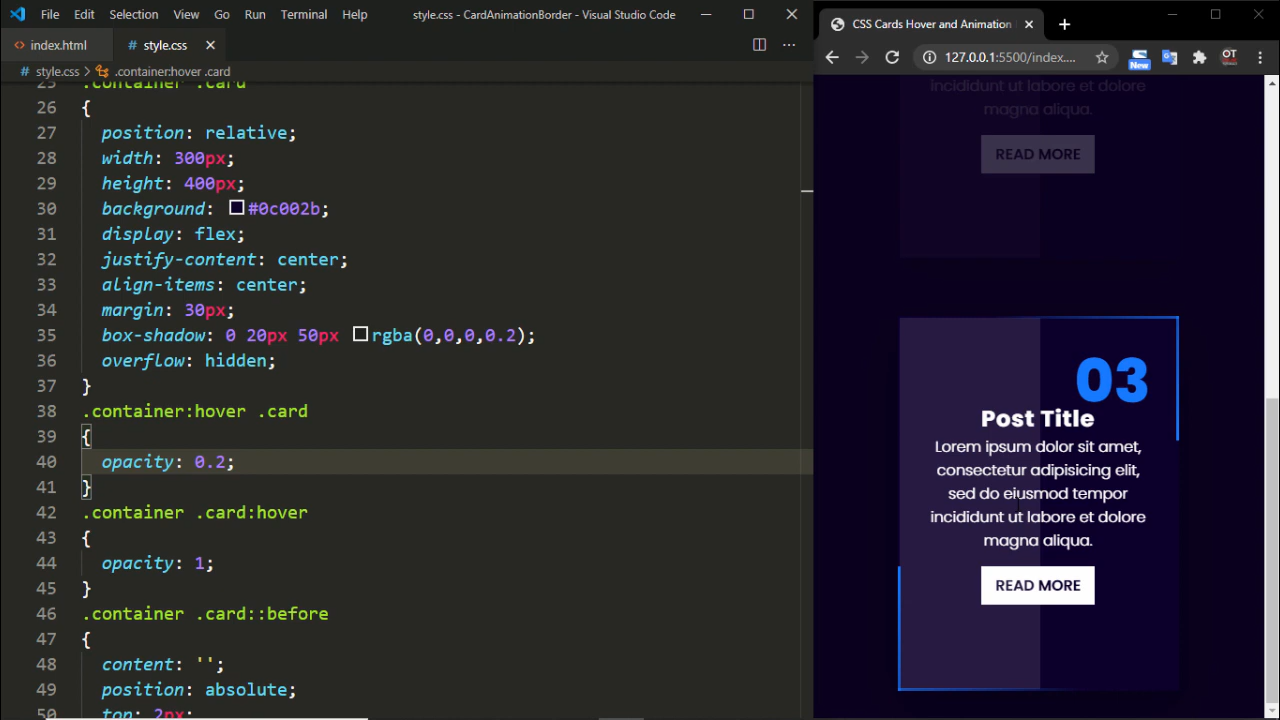 File Edit Selection View Go Run Terminal Help
style.css - CardAnimationBorder - Visual Studio Code
index.html
style.css
style.css > .container:hover .card
25 .container .card
26 {
27 position: relative;
28 width: 300px;
29 height: 400px;
30 background: #0c002b;
31 display: flex;
32 justify-content: center;
33 align-items: center;
34 margin: 30px;
35 box-shadow: 0 20px 50px rgba(0,0,0,0.2);
36 overflow: hidden;
37 }
38 .container:hover .card
39 {
40 opacity: 0.2;
41 }
42 .container .card:hover
43 {
44 opacity: 1;
45 }
46 .container .card::before
47 {
48 content: '';
49 position: absolute;
50 top: 2px;
CSS Cards Hover and Animation
127.0.0.1:5500/index....
New
OT
incididunt ut labore et dolore
magna aliqua.
READ MORE
03
Post Title
Lorem ipsum dolor sit amet,
consectetur adipisicing elit,
sed do eiusmod tempor
incididunt ut labore et dolore
magna aliqua.
READ MORE